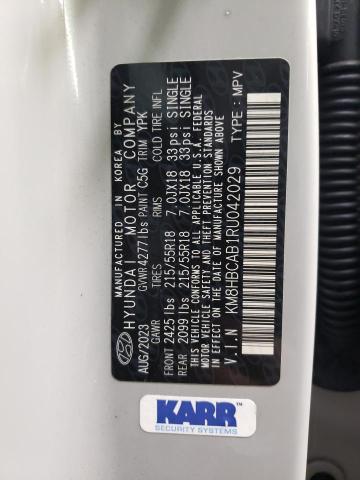 MANUFACTURED IN KOREA BY
HYUNDAI MOTOR COMPANY
AUG/2023 GVWR 4277 lbs PAINT C5G TRIM YPK
GAWR TIRES RIMS COLD TIRE INFL
FRONT 2425 lbs 215/55R18 7.0JX18 33psi SINGLE
REAR 2099 lbs 215/55R18 7.0JX18 33psi SINGLE
THIS VEHICLE CONFORMS TO ALL APPLICABLE U.S.A. FEDERAL
MOTOR VEHICLE SAFETY, BUMPER, AND THEFT PREVENTION STANDARDS
IN EFFECT ON THE DATE OF MANUFACTURE SHOWN ABOVE.
V.I.N KM8HBCAB1RU042029 TYPE: MPV
KARR™
SECURITY SYSTEMS